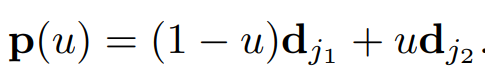 p(u) = (1 − u)d_{j_1} + ud_{j_2}.